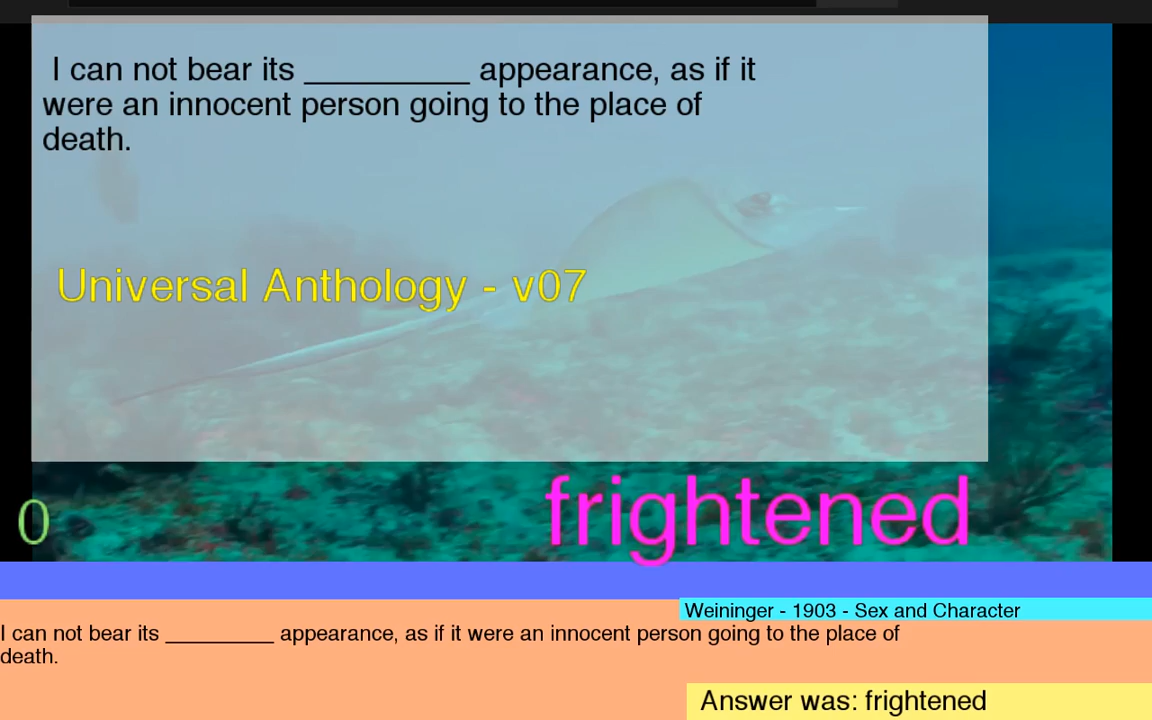 I can not bear its __________ appearance, as if it
were an innocent person going to the place of
death.
Universal Anthology - v07
0
frightened
Weininger - 1903 - Sex and Character
I can not bear its __________ appearance, as if it were an innocent person going to the place of
death.
Answer was: frightened